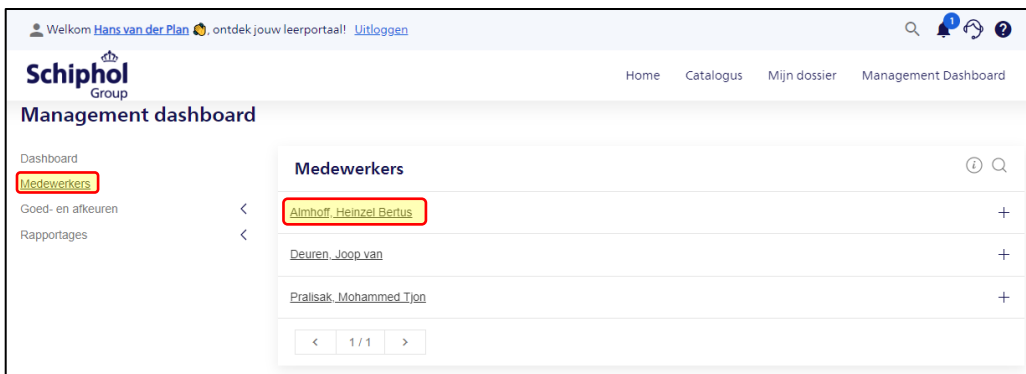 Welkom Hans van der Plan , ontdek jouw leerportaal! Uitloggen
1
Schiphol
Group
Home Catalogus Mijn dossier Management Dashboard
Management dashboard
Dashboard
Medewerkers
Goed- en afkeuren
Rapportages
Medewerkers
Almhoff, Heinzel Bertus
Deuren, Joop van
Pralisak, Mohammed Tjon
< 1 / 1 >